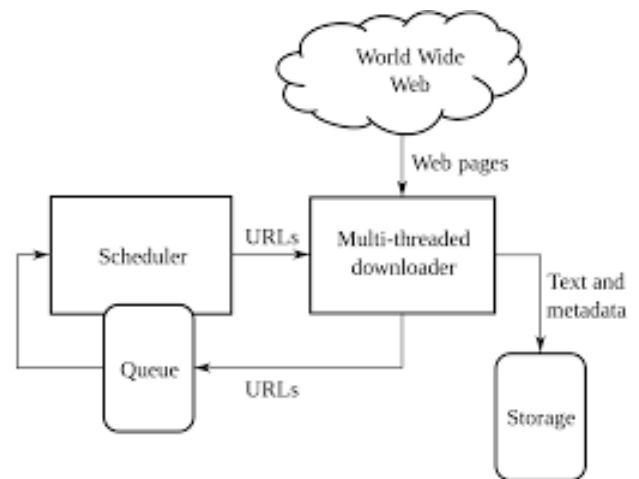 World Wide
Web
Web pages
Scheduler
URLs
Multi-threaded
downloader
Text and
metadata
Queue
URLs
Storage